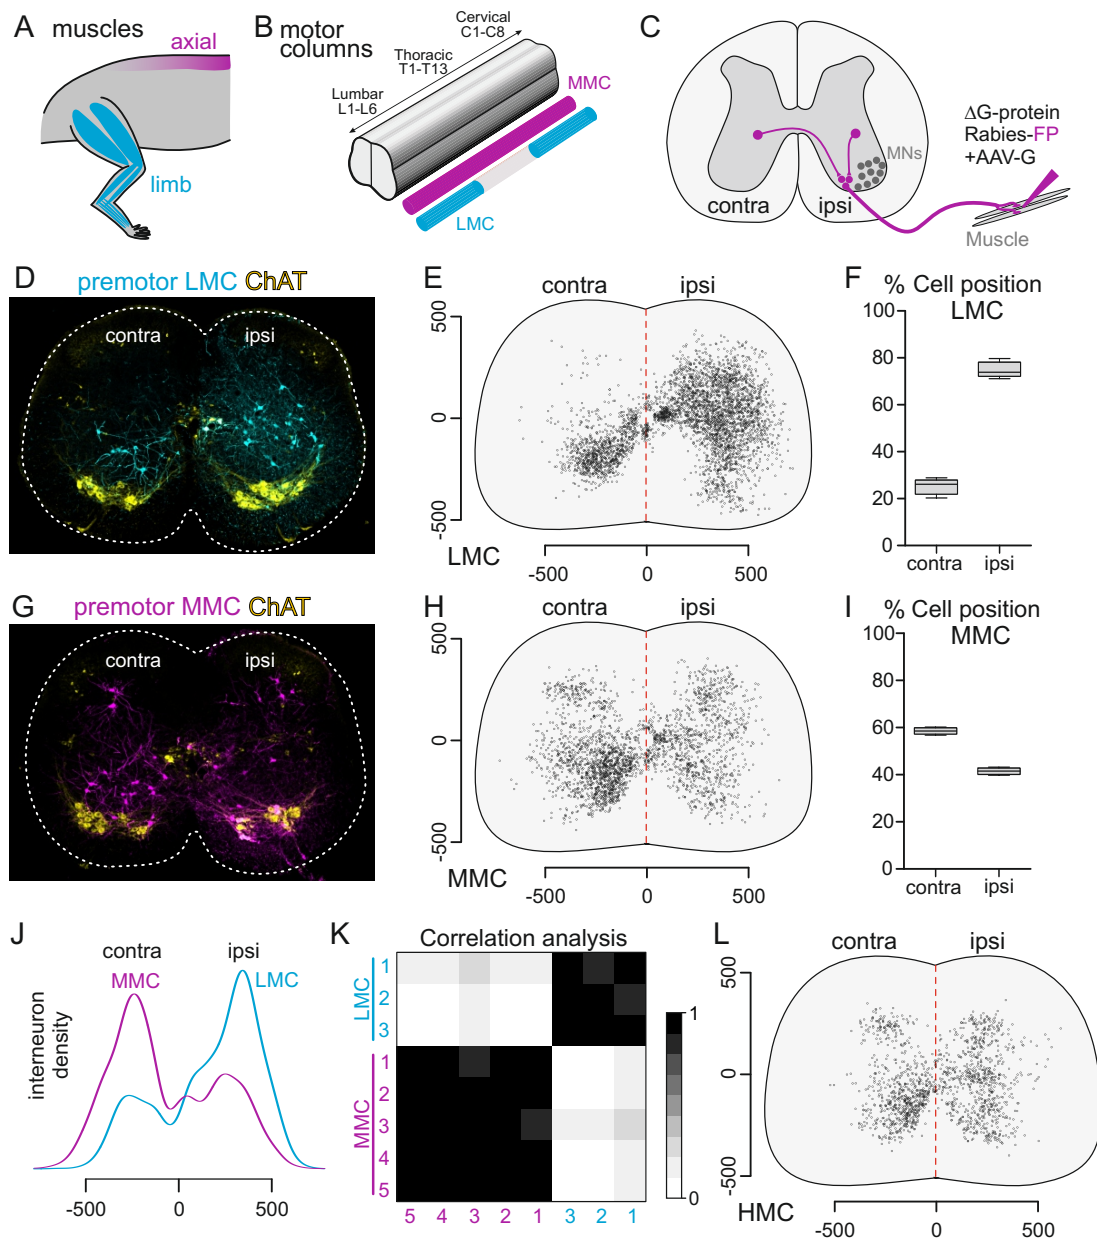 A
muscles
axial
limb
B
motor
columns
Cervical
C1-C8
Thoracic
T1-T13
Lumbar
L1-L6
MMC
LMC
C
ΔG-protein
Rabies-FP
+AAV-G
MNs
contra
ipsi
Muscle
D
premotor LMC ChAT
contra
ipsi
E
contra
ipsi
500
0
-500
LMC
-500
0
500
F
% Cell position
LMC
100
80
60
40
20
0
contra
ipsi
G
premotor MMC ChAT
contra
ipsi
H
contra
ipsi
500
0
-500
MMC
-500
0
500
I
% Cell position
MMC
100
80
60
40
20
0
contra
ipsi
J
contra
ipsi
MMC
LMC
interneuron
density
-500
0
500
K
Correlation analysis
LMC
1
2
3
MMC
1
2
3
4
5
5 4 3 2 1 3 2 1
1
0
L
contra
ipsi
500
0
-500
HMC
-500
0
500